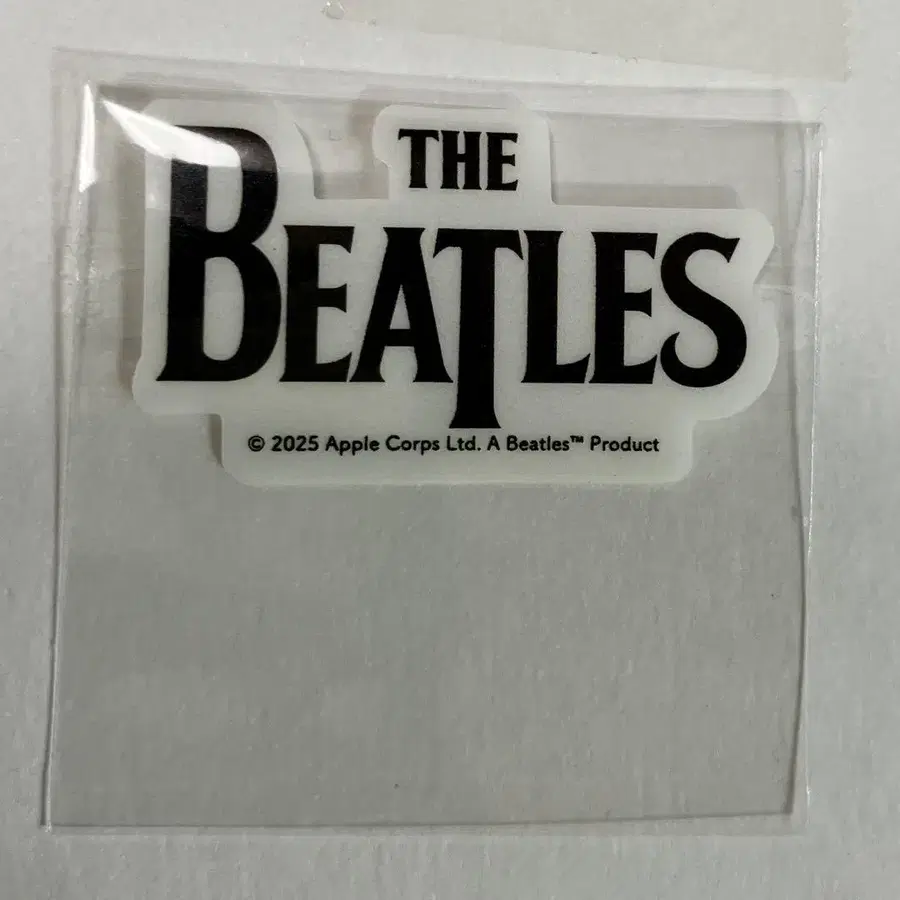 THE
BEATLES
© 2025 Apple Corps Ltd. A Beatles™ Product